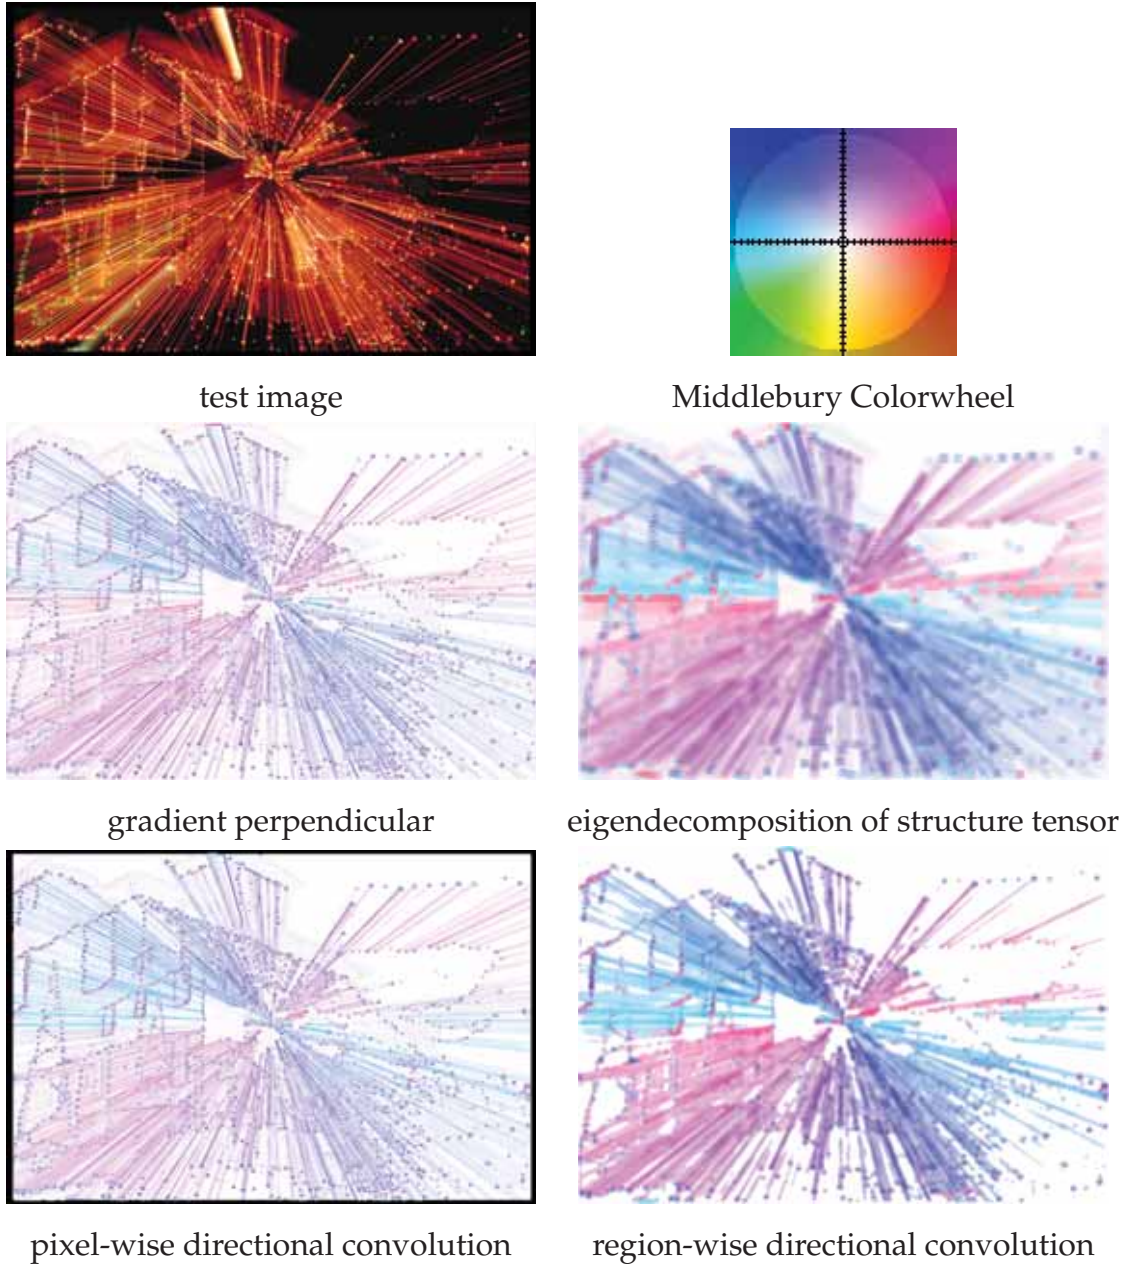 test image
Middlebury Colorwheel
gradient perpendicular
eigendecomposition of structure tensor
pixel-wise directional convolution
region-wise directional convolution